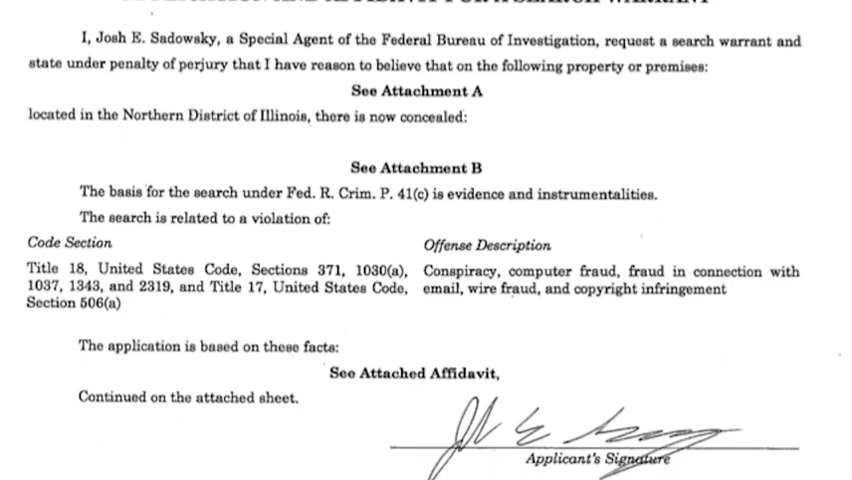 APPLICATION AND AFFIDAVIT FOR A SEARCH WARRANT
I, Josh E. Sadowsky, a Special Agent of the Federal Bureau of Investigation, request a search warrant and
state under penalty of perjury that I have reason to believe that on the following property or premises:
See Attachment A
located in the Northern District of Illinois, there is now concealed:
See Attachment B
The basis for the search under Fed. R. Crim. P. 41(c) is evidence and instrumentalities.
The search is related to a violation of:
Code Section Offense Description
Title 18, United States Code, Sections 371, 1030(a), Conspiracy, computer fraud, fraud in connection with
1037, 1343, and 2319, and Title 17, United States Code, email, wire fraud, and copyright infringement
Section 506(a)
The application is based on these facts:
See Attached Affidavit,
Continued on the attached sheet.
Applicant's Signature